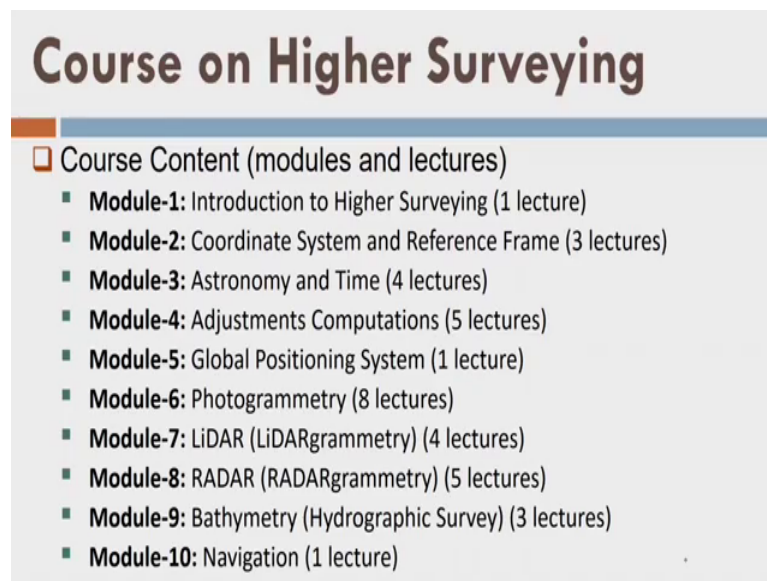 Course on Higher Surveying
Course Content (modules and lectures)
Module-1: Introduction to Higher Surveying (1 lecture)
Module-2: Coordinate System and Reference Frame (3 lectures)
Module-3: Astronomy and Time (4 lectures)
Module-4: Adjustments Computations (5 lectures)
Module-5: Global Positioning System (1 lecture)
Module-6: Photogrammetry (8 lectures)
Module-7: LiDAR (LiDARgrammetry) (4 lectures)
Module-8: RADAR (RADARgrammetry) (5 lectures)
Module-9: Bathymetry (Hydrographic Survey) (3 lectures)
Module-10: Navigation (1 lecture)